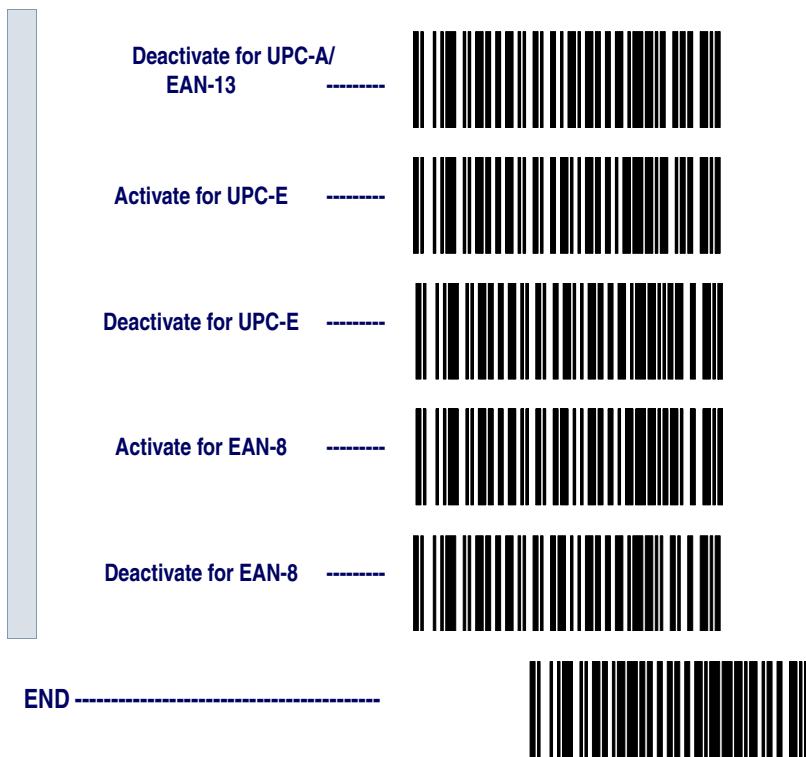 Deactivate for UPC-A/
EAN-13 ---------
Activate for UPC-E ---------
Deactivate for UPC-E ---------
Activate for EAN-8 ---------
Deactivate for EAN-8 ---------
END ------------------------------------------